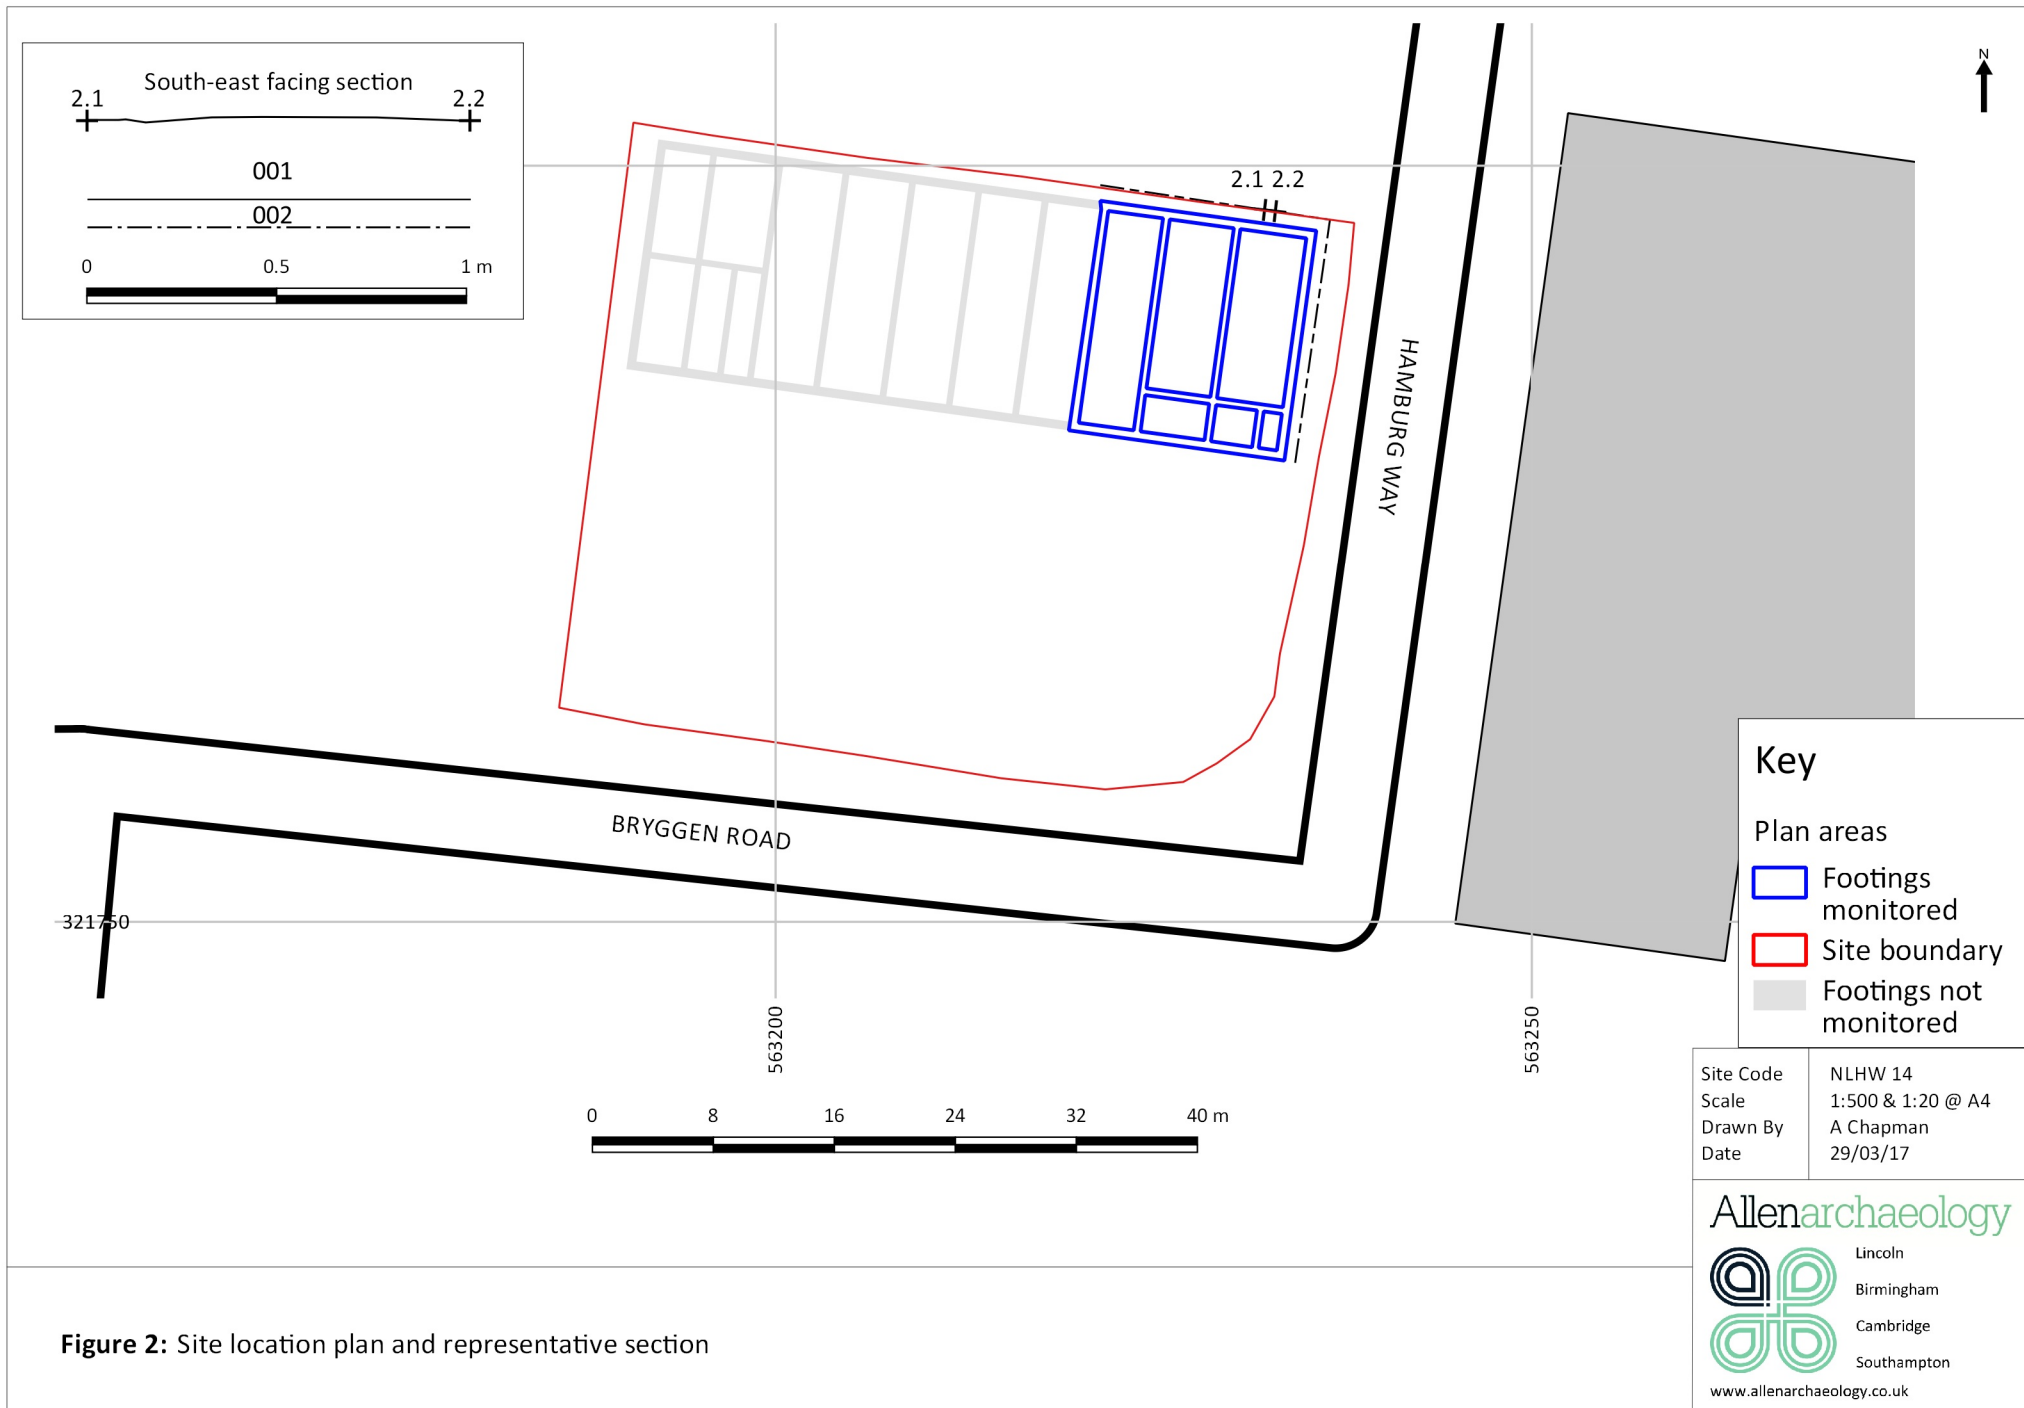 South-east facing section
2.1 2.2
001
002
0 0.5 1 m
N
2.1 2.2
HAMBURG WAY
BRYGGEN ROAD
321750
563200
563250
0 8 16 24 32 40 m
Key
Plan areas
Footings
monitored
Site boundary
Footings not
monitored
Site Code NLHW 14
Scale 1:500 & 1:20 @ A4
Drawn By A Chapman
Date 29/03/17
Allenarchaeology
Lincoln
Birmingham
Cambridge
Southampton
www.allenarchaeology.co.uk
Figure 2: Site location plan and representative section